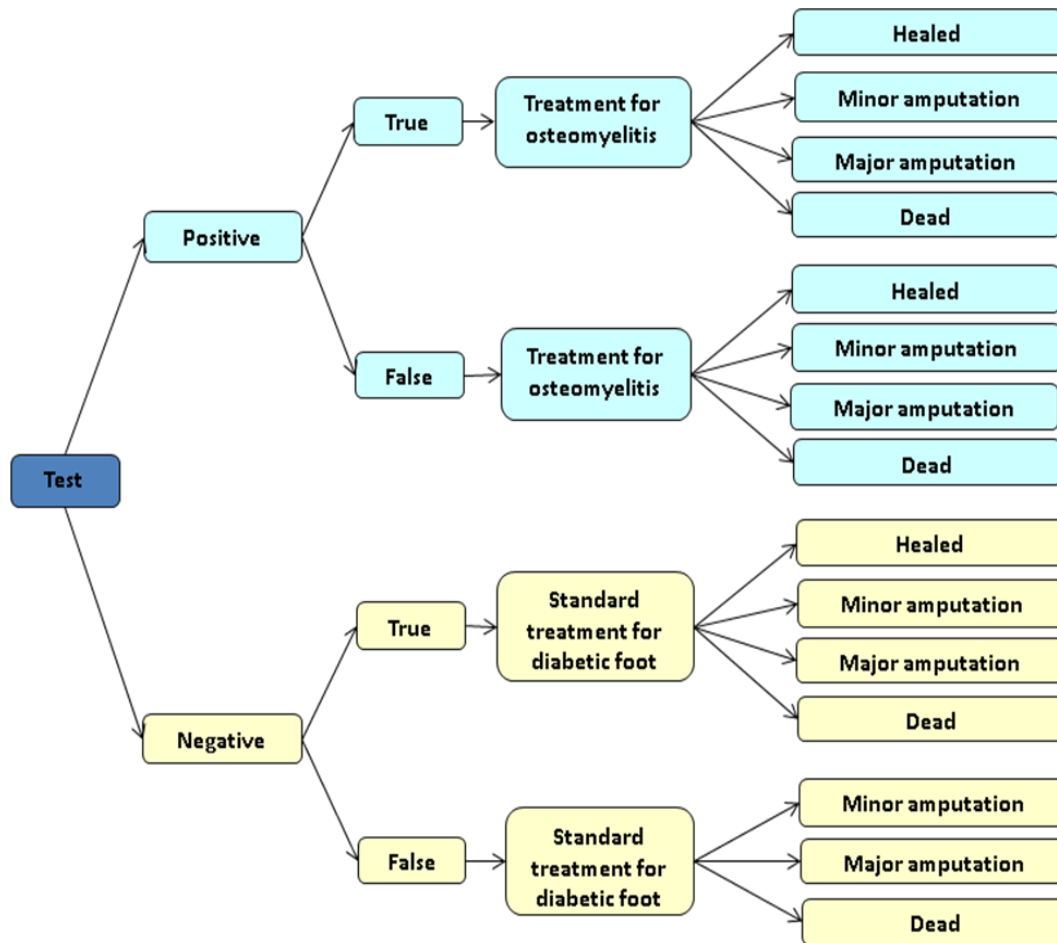 Healed
Treatment for
osteomyelitis
True
Minor amputation
Major amputation
Dead
Positive
Healed
Treatment for
osteomyelitis
False
Minor amputation
Major amputation
Dead
Test
Healed
Standard
treatment for
diabetic foot
True
Minor amputation
Major amputation
Dead
Negative
Minor amputation
Standard
treatment for
diabetic foot
False
Major amputation
Dead